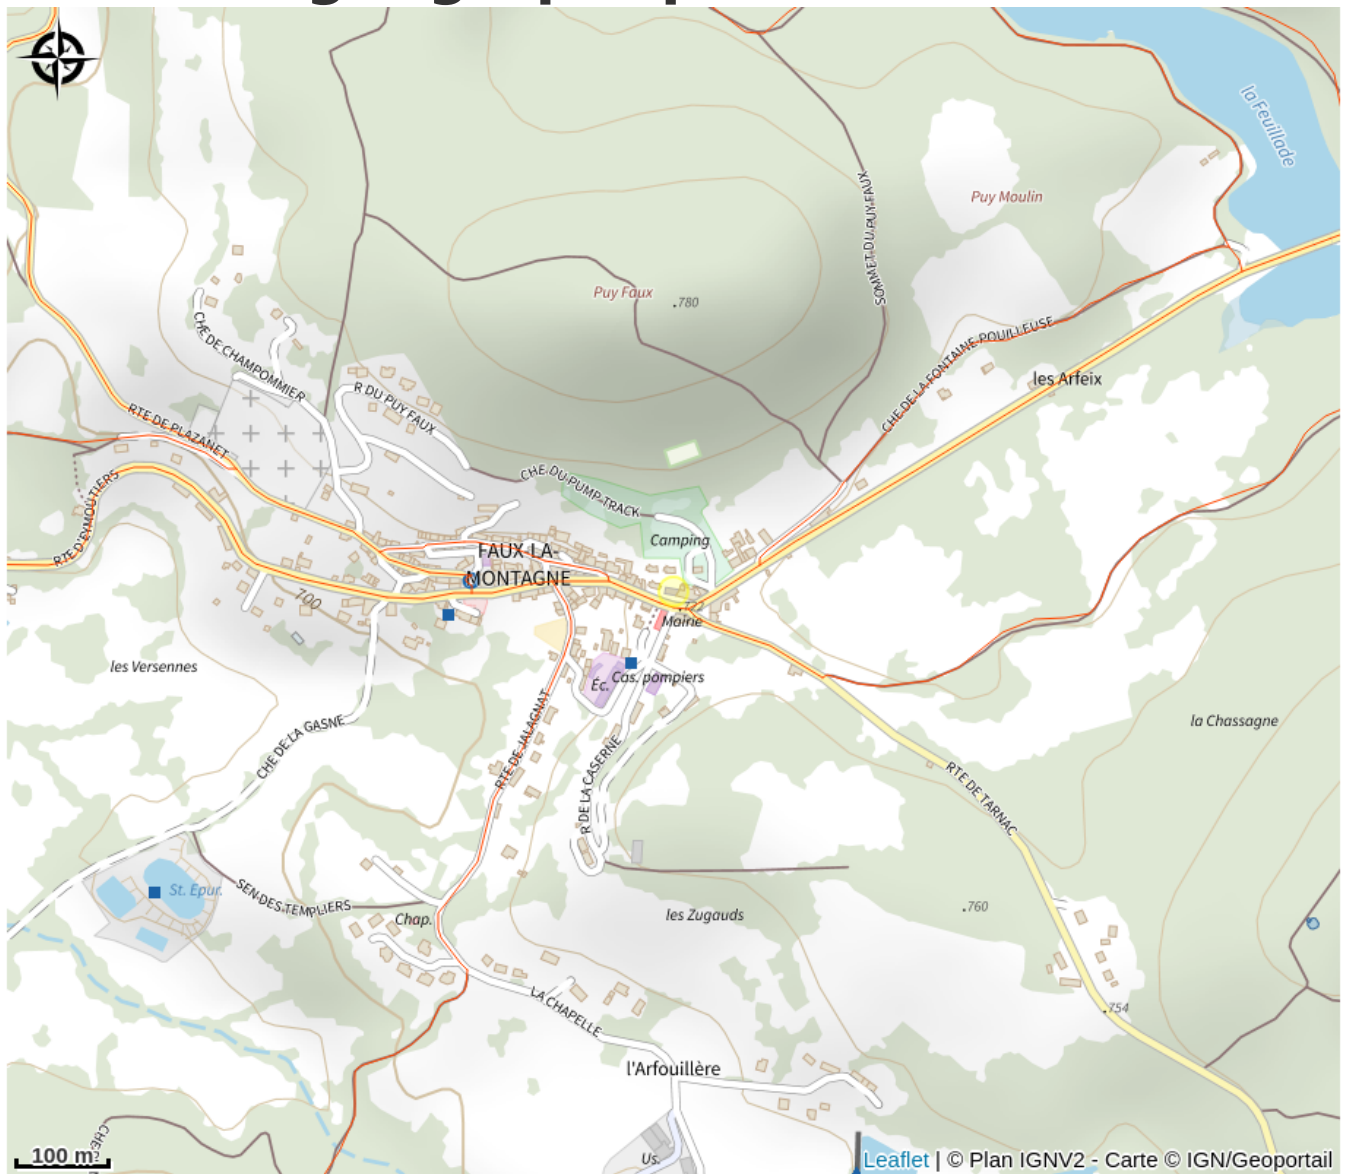 la Feuillade
Puy Moulin
SOMMET DU PUY FAUX
Puy Faux
780
CHE DE CHAMPOMMIER
CHE DE LA FONTAINE POUILLEUSE
les Arfeix
R DU PUY FAUX
RTE DE PLAZANET
CHE DU PUMP TRACK
RTE D'EYMOUTIERS
Camping
FAUX-LA-
MONTAGNE
700
722
Mairie
les Versennes
Éc.
Cas. pompiers
RTE DE JALAGNAT
la Chassagne
CHE DE LA GASNE
R DE LA CASERNE
RTE DE TARNAC
St. Epur.
SEN DES TEMPLIERS
Chap.
les Zugauds
760
LA CHAPELLE
754
l'Arfouillère
CHE
Us.
100 m
Leaflet | © Plan IGNV2 - Carte © IGN/Geoportail